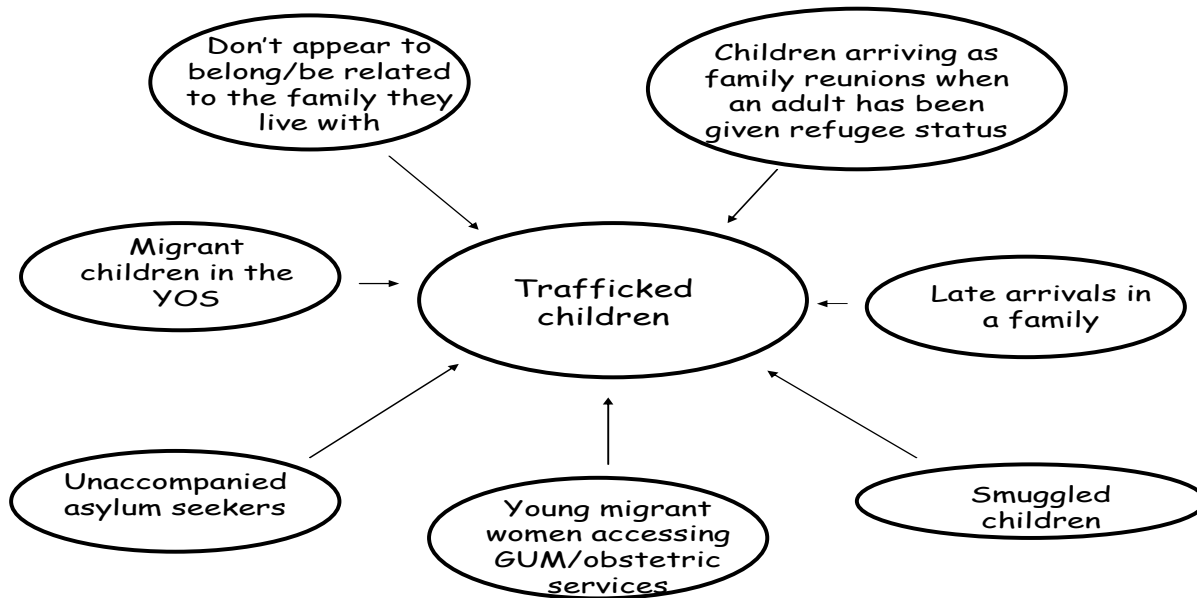 Don't appear to
belong/be related
to the family they
live with
Children arriving as
family reunions when
an adult has been
given refugee status
Migrant
children in the
YOS
Trafficked
children
Late arrivals in
a family
Unaccompanied
asylum seekers
Young migrant
women accessing
GUM/obstetric
services
Smuggled
children